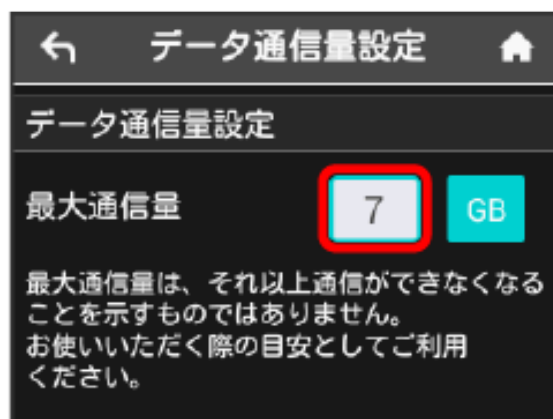 データ通信量設定
データ通信量設定
最大通信量 7 GB
最大通信量は、それ以上通信ができなくなる
ことを示すものではありません。
お使いいただく際の目安としてご利用
ください。